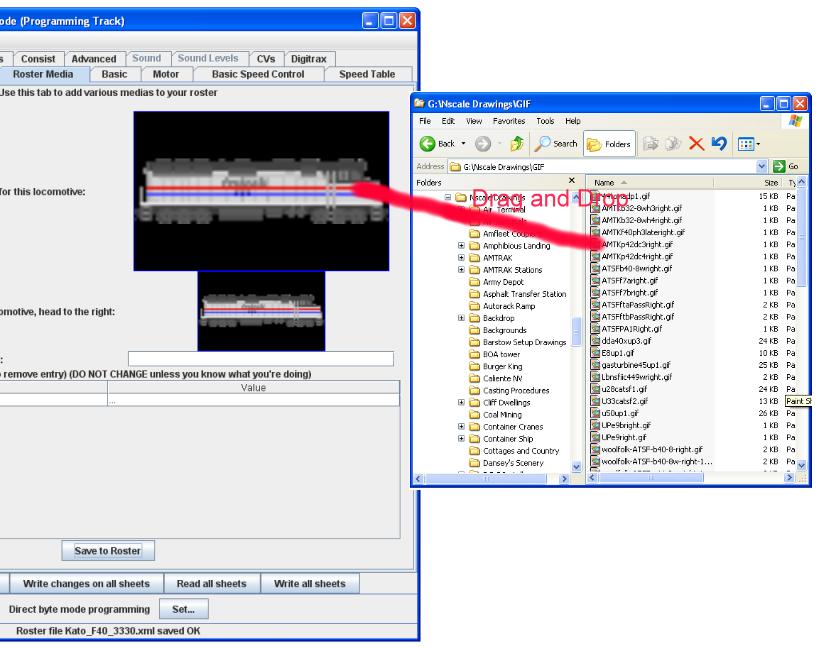 ode (Programming Track)
s Consist Advanced Sound Sound Levels CVs Digitrax
Roster Media Basic Motor Basic Speed Control Speed Table
Use this tab to add various medias to your roster
for this locomotive:
omotive, head to the right:
:
remove entry) (DO NOT CHANGE unless you know what you're doing)
Value
...
Save to Roster
Write changes on all sheets Read all sheets Write all sheets
Direct byte mode programming Set...
Roster file Kato_F40_3330.xml saved OK
G:\Nscale Drawings\GIF
File Edit View Favorites Tools Help
Back Search Folders
Address G:\Nscale Drawings\GIF Go
Folders
Nscale Drawings
Air Terminal
Amfleet
Amphibious Landing
AMTRAK
AMTRAK Stations
Army Depot
Asphalt Transfer Station
Autorack Ramp
Backdrop
Backgrounds
Barstow Setup Drawings
BOA tower
Burger King
Caliente NV
Casting Procedures
Cliff Dwellings
Coal Mining
Container Cranes
Container Ship
Cottages and Country
Dansey's Scenery
Drag and Drop
Name Size Ty
15 KB Pa
AMTKb32-8wh3right.gif 1 KB Pa
AMTKb32-8wh4right.gif 1 KB Pa
AMTKf40ph3lateright.gif 1 KB Pa
AMTKp42dc3right.gif 1 KB Pa
AMTKp42dc4right.gif 1 KB Pa
ATSFb40-8wright.gif 1 KB Pa
ATSFf7aright.gif 1 KB Pa
ATSFf7bright.gif 1 KB Pa
ATSFftaPassRight.gif 2 KB Pa
ATSFftbPassRight.gif 2 KB Pa
ATSFPA1Right.gif 1 KB Pa
dda40xup3.gif 24 KB Pa
E8up1.gif 10 KB Pa
gasturbine45up1.gif 25 KB Pa
Lbnsfiic449wright.gif 2 KB Pa
u28catsf1.gif 24 KB Pa
U33catsf2.gif 13 KB Paint S
u50up1.gif 26 KB Pa
UPe9bright.gif 1 KB Pa
UPe9right.gif 1 KB Pa
woolfolk-ATSF-b40-8-right.gif 2 KB Pa
woolfolk-ATSF-b40-8w-right-1... 2 KB Pa